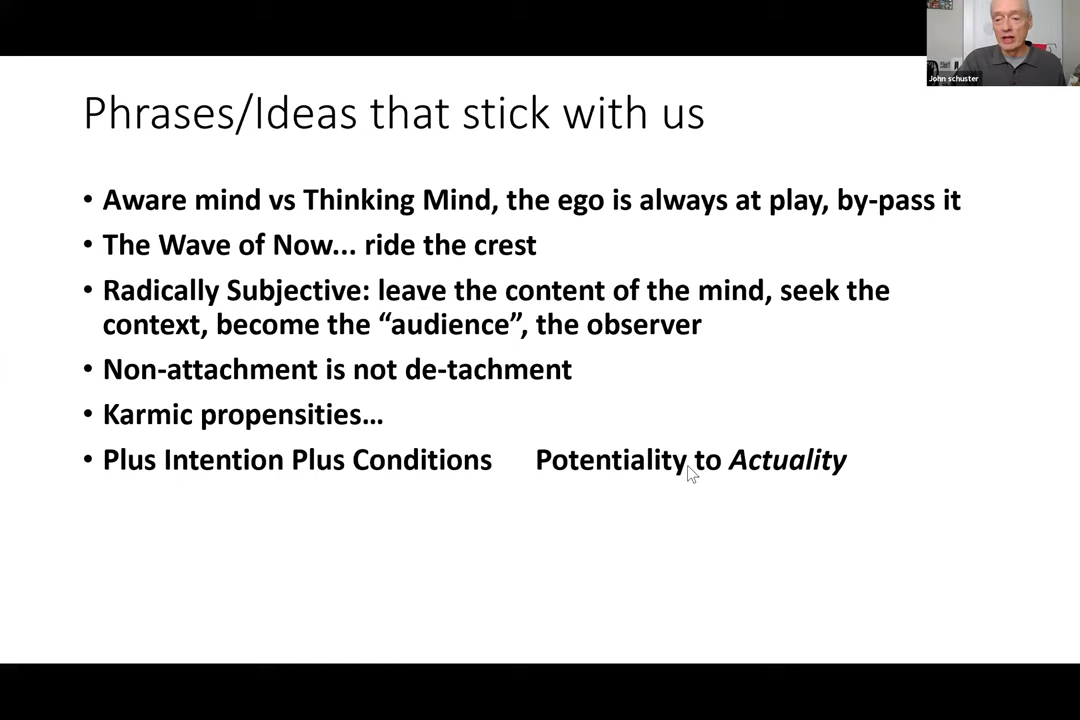 John schuster
Phrases/Ideas that stick with us
• Aware mind vs Thinking Mind, the ego is always at play, by-pass it
• The Wave of Now... ride the crest
• Radically Subjective: leave the content of the mind, seek the
context, become the “audience”, the observer
• Non-attachment is not de-tachment
• Karmic propensities…
• Plus Intention Plus Conditions Potentiality to Actuality